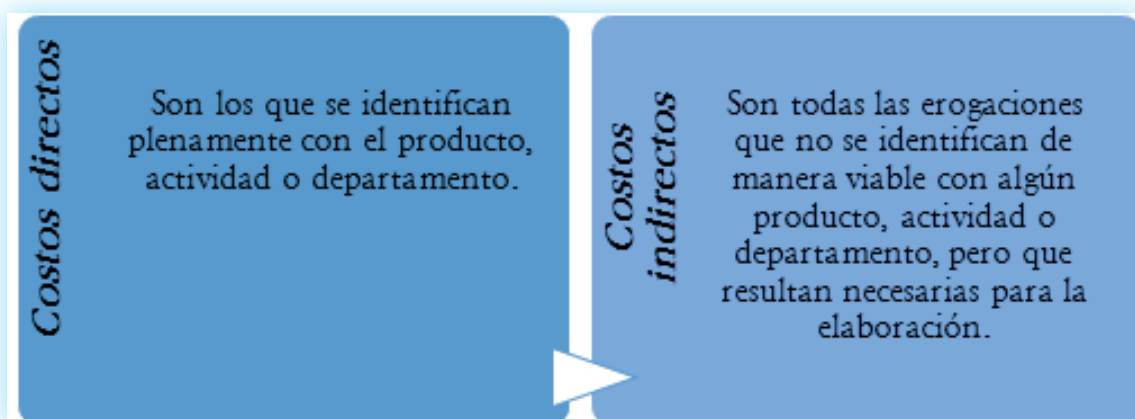 Costos directos
Son los que se identifican
plenamente con el producto,
actividad o departamento.
Costos
indirectos
Son todas las erogaciones
que no se identifican de
manera viable con algún
producto, actividad o
departamento, pero que
resultan necesarias para la
elaboración.